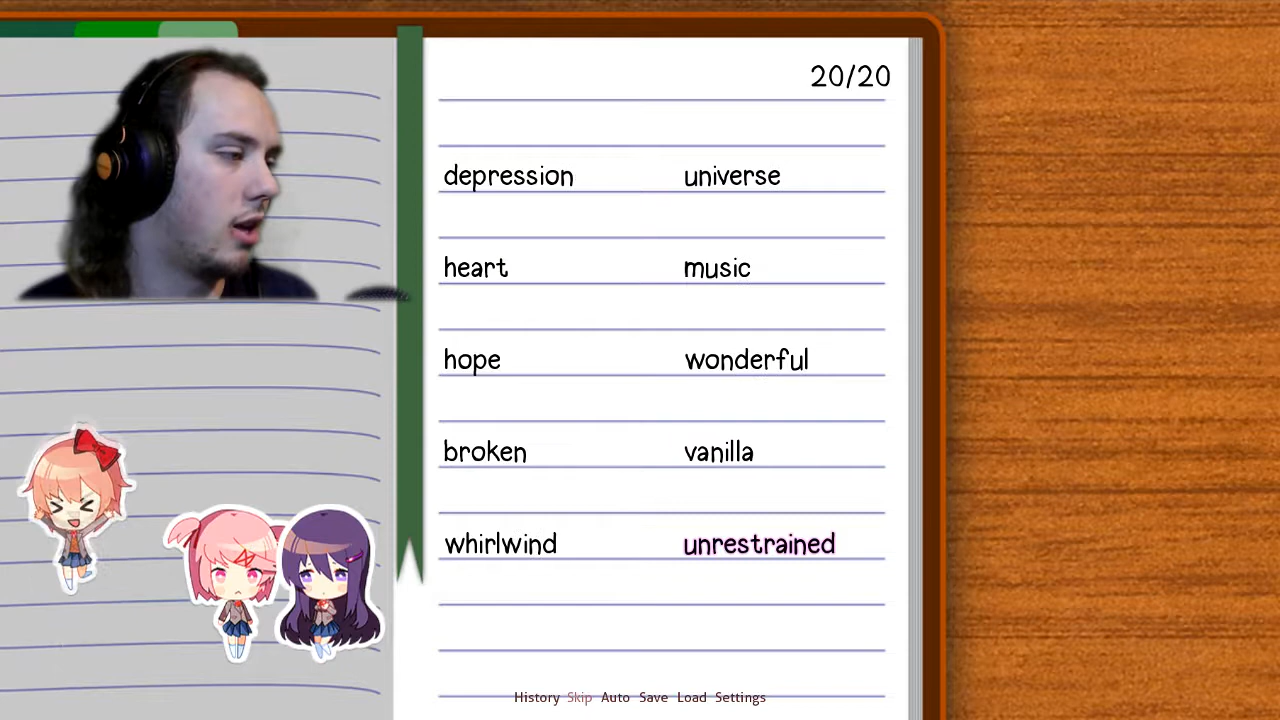 20/20
depression universe
heart music
hope wonderful
broken vanilla
whirlwind unrestrained
History Skip Auto Save Load Settings